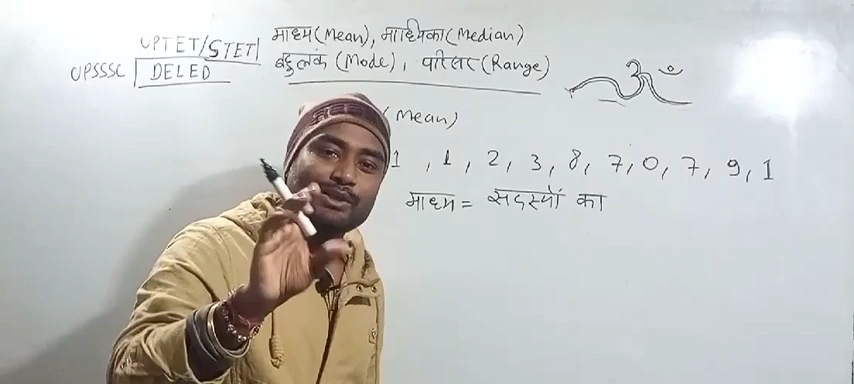 UPTET/STET
UPSSSC DELED
माध्य (Mean), माध्यिका (Median)
बहुलक (Mode), परिसर (Range)
ॐ
(Mean)
1, 1, 2, 3, 8, 7, 0, 7, 9, 1
माध्य = सदस्यों का